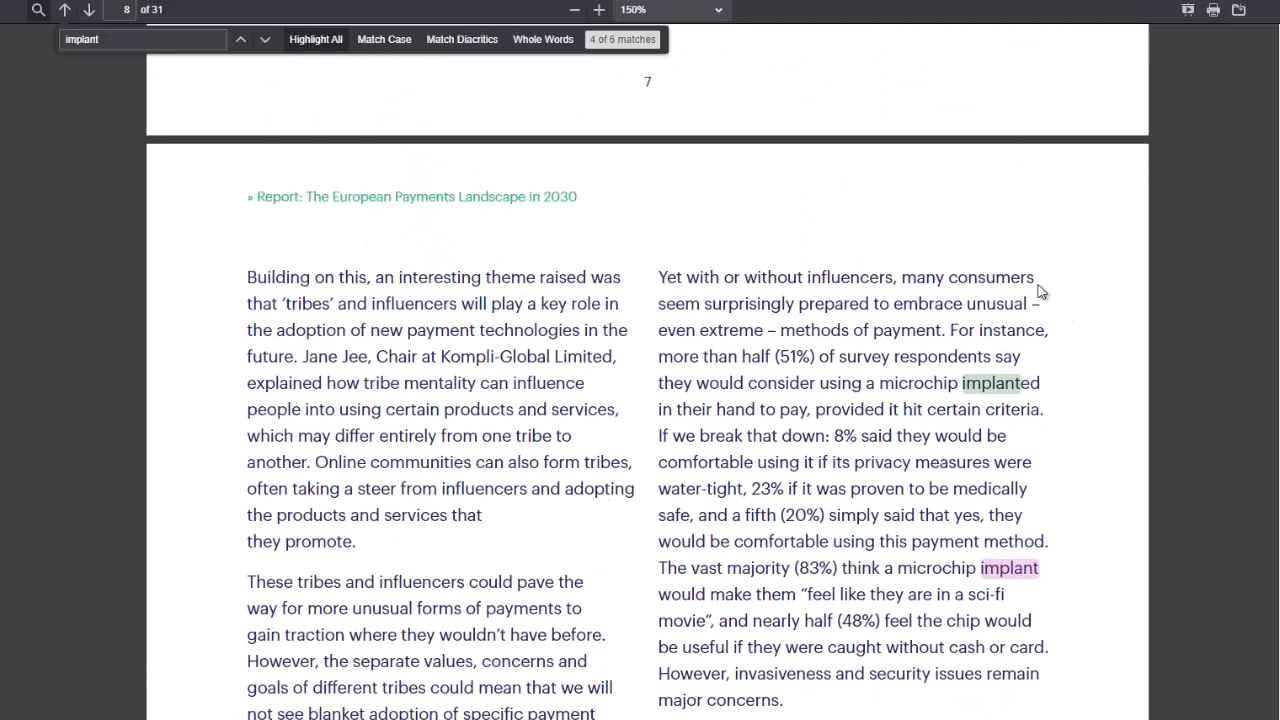 8 of 31
150%
implant
Highlight All Match Case Match Diacritics Whole Words 4 of 6 matches
7
» Report: The European Payments Landscape in 2030
Building on this, an interesting theme raised was
that ‘tribes’ and influencers will play a key role in
the adoption of new payment technologies in the
future. Jane Jee, Chair at Kompli-Global Limited,
explained how tribe mentality can influence
people into using certain products and services,
which may differ entirely from one tribe to
another. Online communities can also form tribes,
often taking a steer from influencers and adopting
the products and services that
they promote.
These tribes and influencers could pave the
way for more unusual forms of payments to
gain traction where they wouldn’t have before.
However, the separate values, concerns and
goals of different tribes could mean that we will
not see blanket adoption of specific payment
Yet with or without influencers, many consumers
seem surprisingly prepared to embrace unusual –
even extreme – methods of payment. For instance,
more than half (51%) of survey respondents say
they would consider using a microchip implanted
in their hand to pay, provided it hit certain criteria.
If we break that down: 8% said they would be
comfortable using it if its privacy measures were
water-tight, 23% if it was proven to be medically
safe, and a fifth (20%) simply said that yes, they
would be comfortable using this payment method.
The vast majority (83%) think a microchip implant
would make them “feel like they are in a sci-fi
movie”, and nearly half (48%) feel the chip would
be useful if they were caught without cash or card.
However, invasiveness and security issues remain
major concerns.